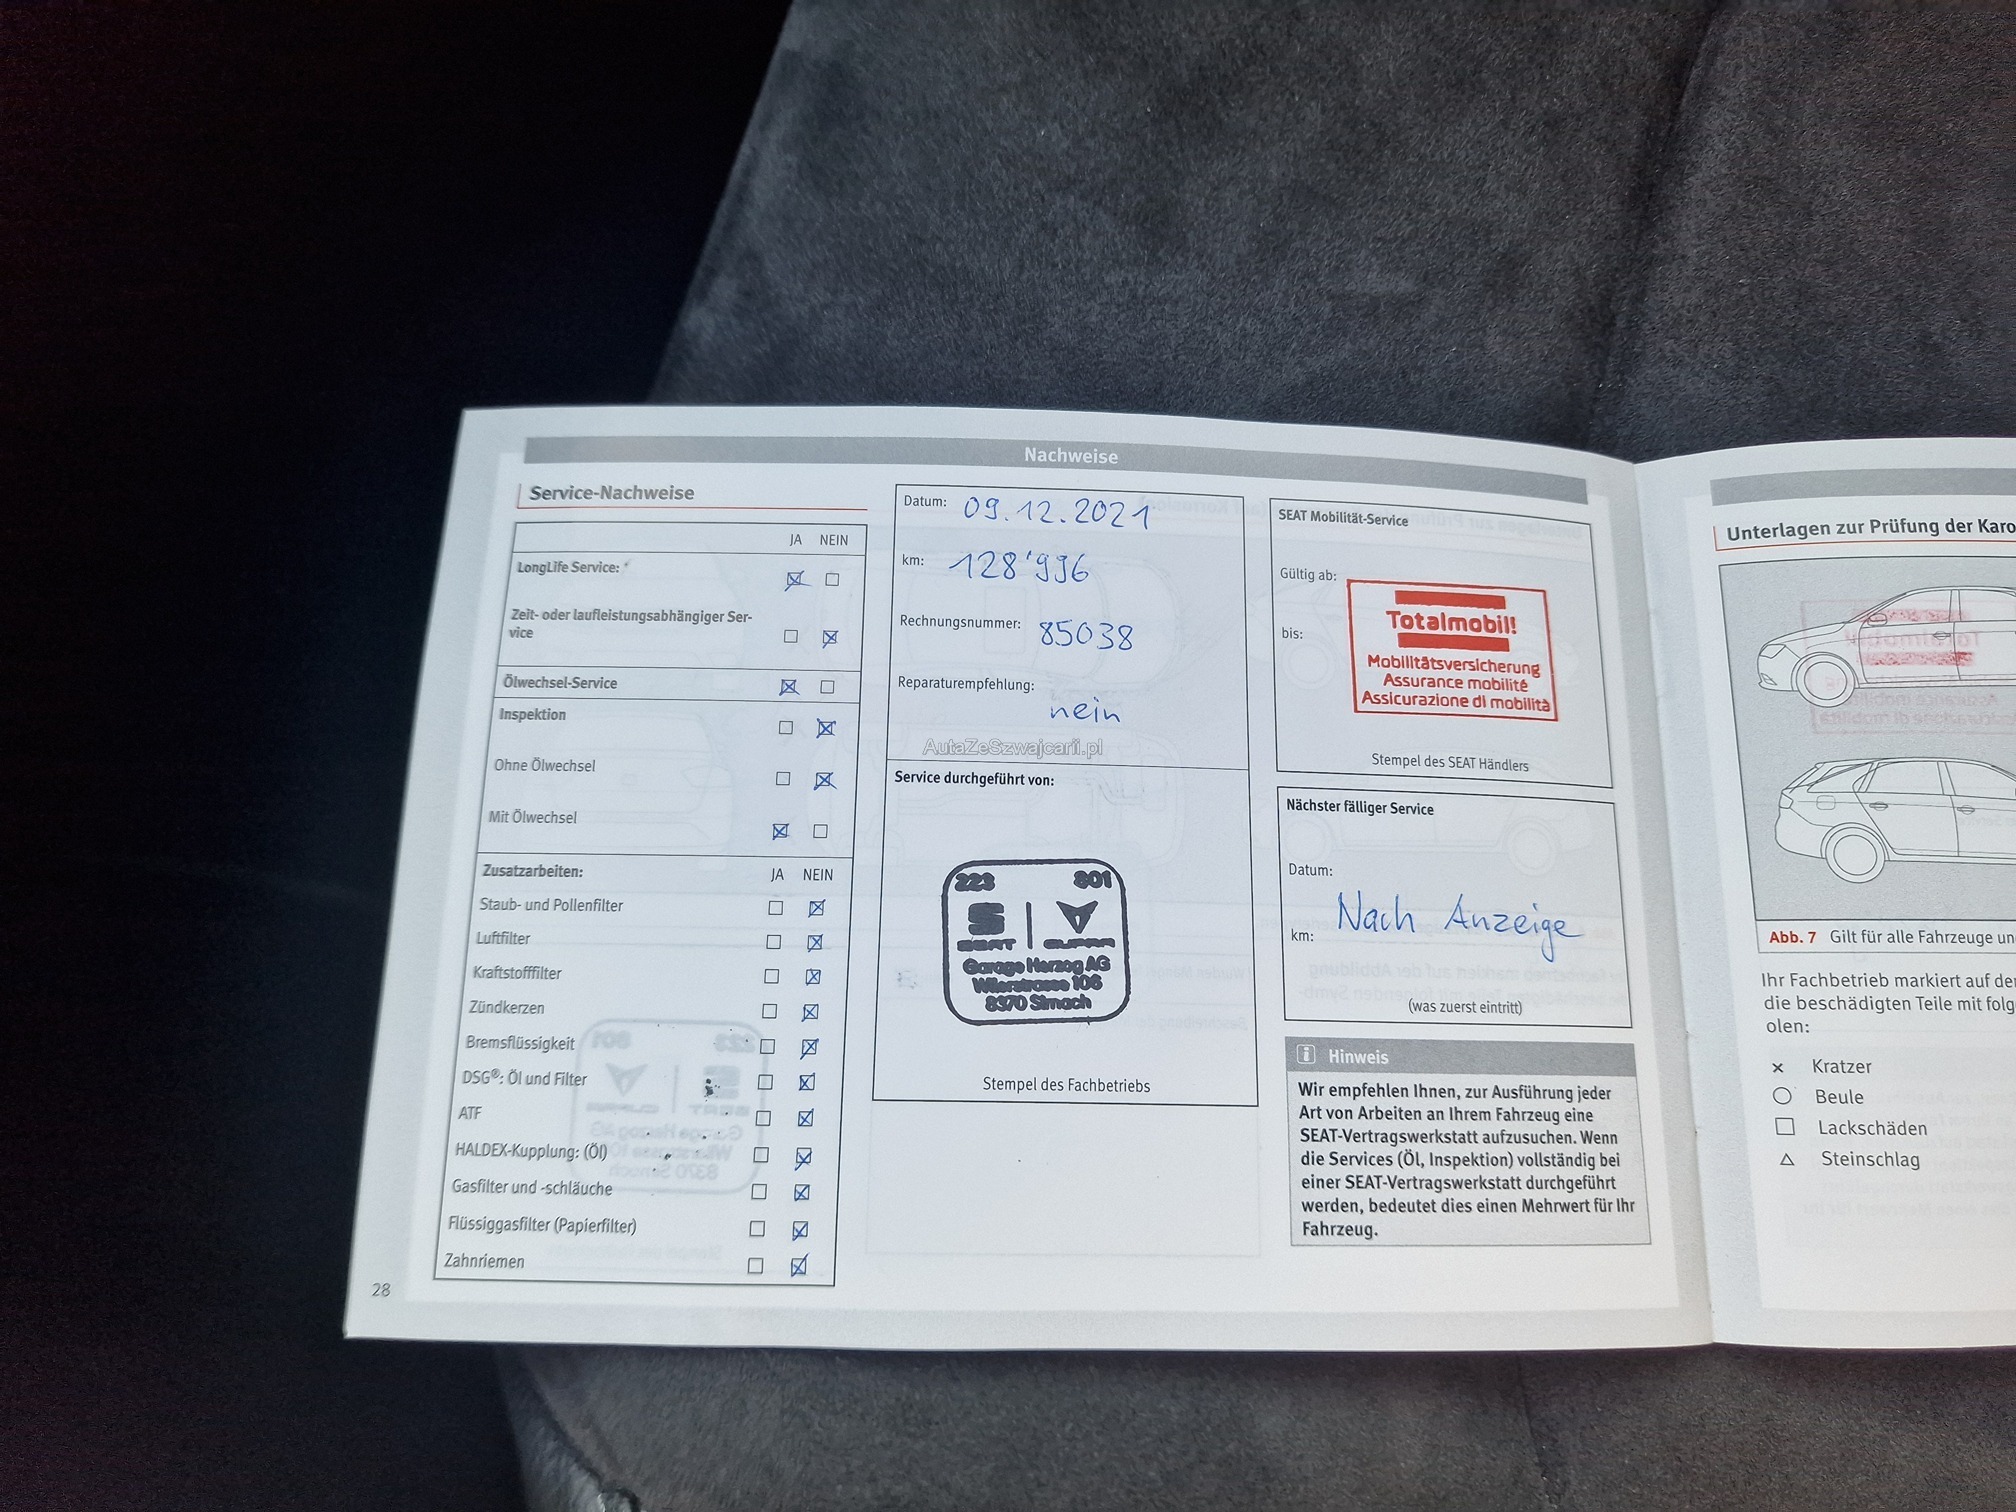 Nachweise
Service-Nachweise
JA NEIN
LongLife Service:
Zeit- oder laufleistungsabhängiger Ser-
vice
Ölwechsel-Service
Inspektion
Ohne Ölwechsel
Mit Ölwechsel
Zusatzarbeiten: JA NEIN
Staub- und Pollenfilter
Luftfilter
Kraftstofffilter
Zündkerzen
Bremsflüssigkeit
DSG®: Öl und Filter
ATF
HALDEX-Kupplung: (Öl)
Gasfilter und -schläuche
Flüssiggasfilter (Papierfilter)
Zahnriemen
28
Datum: 09.12.2021
km: 128'996
Rechnungsnummer: 85038
Reparaturempfehlung:
nein
AutaZeSzwajcarii.pl
Service durchgeführt von:
223 801
SEAT CUPRA
Garage Herzog AG
Wilerstrasse 106
8370 Sirnach
Stempel des Fachbetriebs
SEAT Mobilität-Service
Gültig ab:
bis:
Totalmobil!
Mobilitätsversicherung
Assurance mobilité
Assicurazione di mobilità
Stempel des SEAT Händlers
Nächster fälliger Service
Datum:
Nach Anzeige
km:
(was zuerst eintritt)
i Hinweis
Wir empfehlen Ihnen, zur Ausführung jeder
Art von Arbeiten an Ihrem Fahrzeug eine
SEAT-Vertragswerkstatt aufzusuchen. Wenn
die Services (Öl, Inspektion) vollständig bei
einer SEAT-Vertragswerkstatt durchgeführt
werden, bedeutet dies einen Mehrwert für Ihr
Fahrzeug.
Unterlagen zur Prüfung der Karo
Abb. 7 Gilt für alle Fahrzeuge un
Ihr Fachbetrieb markiert auf der
die beschädigten Teile mit folg
olen:
Kratzer
Beule
Lackschäden
Steinschlag